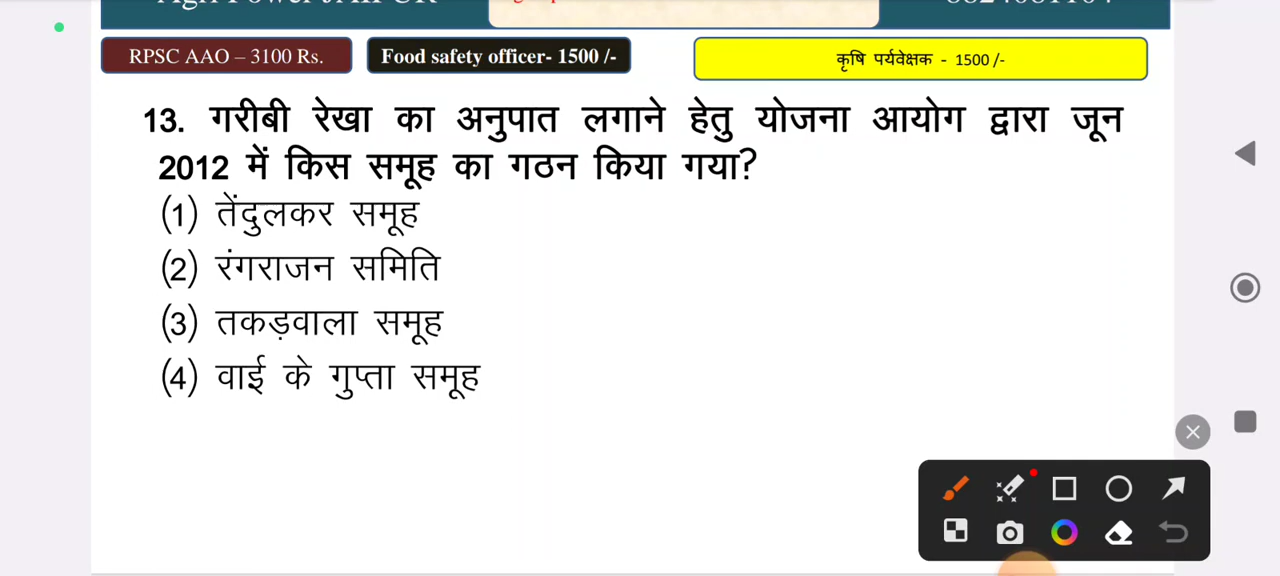 RPSC AAO – 3100 Rs.
Food safety officer- 1500 /-
कृषि पर्यवेक्षक - 1500 /-
13. गरीबी रेखा का अनुपात लगाने हेतु योजना आयोग द्वारा जून
2012 में किस समूह का गठन किया गया?
(1) तेंदुलकर समूह
(2) रंगराजन समिति
(3) तकड़वाला समूह
(4) वाई के गुप्ता समूह